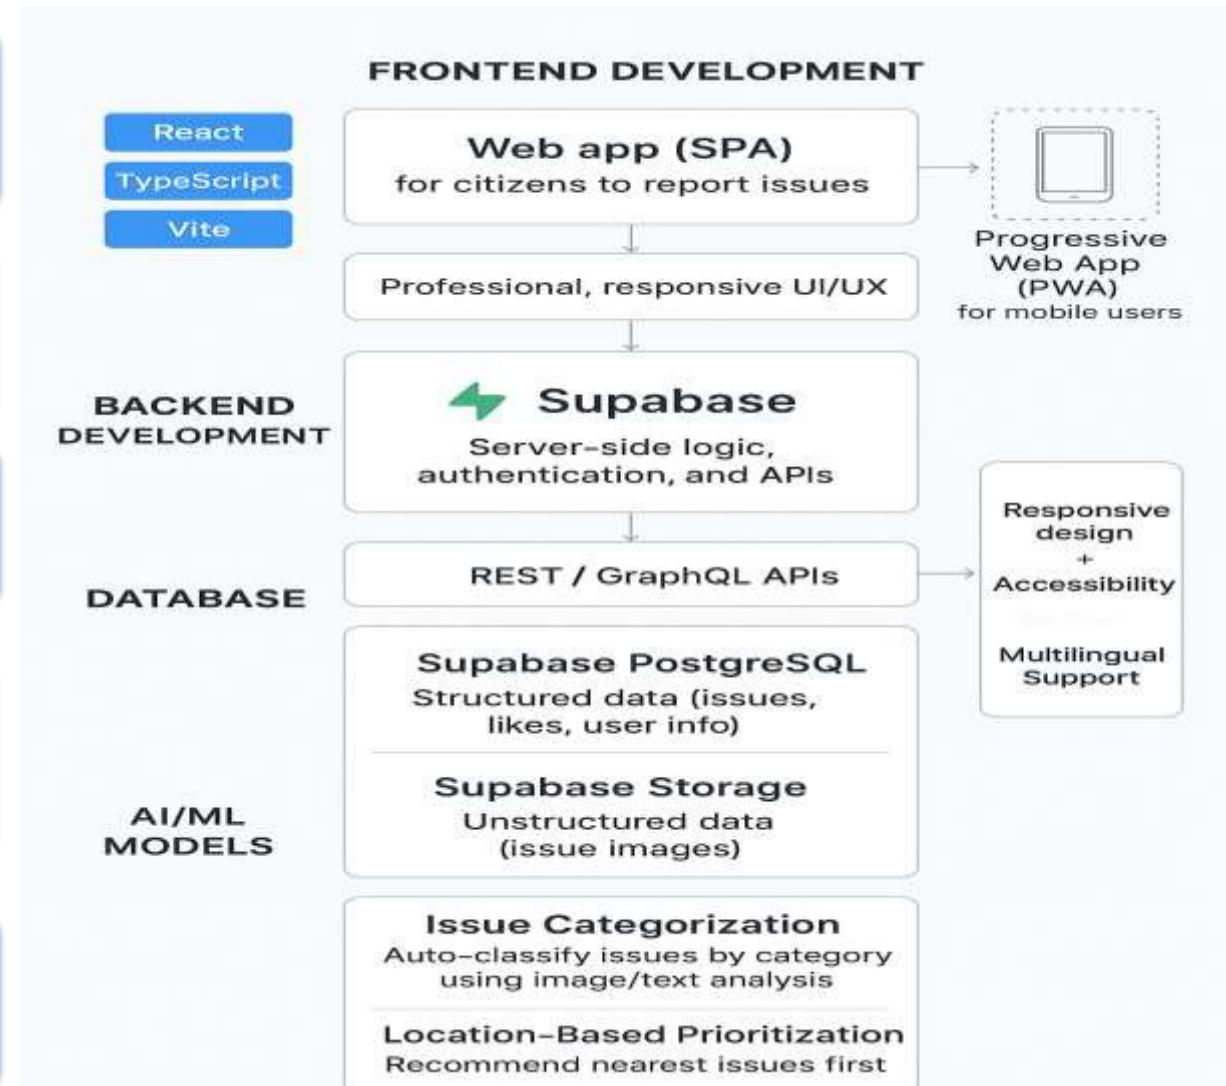 FRONTEND DEVELOPMENT
React
TypeScript
Vite
Web app (SPA)
for citizens to report issues
Progressive
Web App
(PWA)
for mobile users
Professional, responsive UI/UX
BACKEND
DEVELOPMENT
Supabase
Server-side logic,
authentication, and APIs
REST / GraphQL APIs
Responsive
design
+
Accessibility
Multilingual
Support
DATABASE
Supabase PostgreSQL
Structured data (issues,
likes, user info)
Supabase Storage
Unstructured data
(issue images)
AI/ML
MODELS
Issue Categorization
Auto-classify issues by category
using image/text analysis
Location-Based Prioritization
Recommend nearest issues first